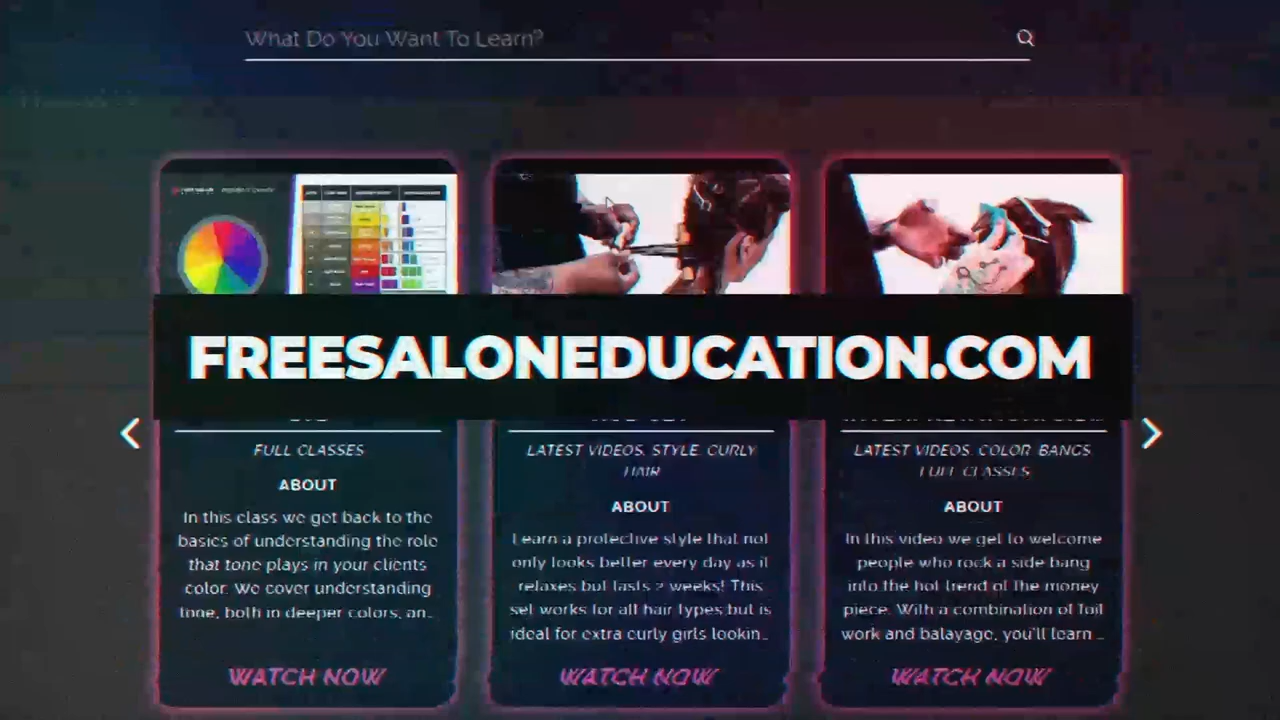 What Do You Want To Learn?
FREESALONEDUCATION.COM
FULL CLASSES
ABOUT
In this class we get back to the
basics of understanding the role
that tone plays in your clients
color. We cover understanding
tone, both in deeper colors, an...
WATCH NOW
LATEST VIDEOS, STYLE, CURLY
HAIR
ABOUT
Learn a protective style that not
only looks better every day as it
relaxes but lasts 2 weeks! This
set works for all hair types but is
ideal for extra curly girls lookin...
WATCH NOW
LATEST VIDEOS, COLOR, BANGS,
FULL CLASSES
ABOUT
In this video we get to welcome
people who rock a side bang
into the hot trend of the money
piece. With a combination of foil
work and balayage, you'll learn ...
WATCH NOW